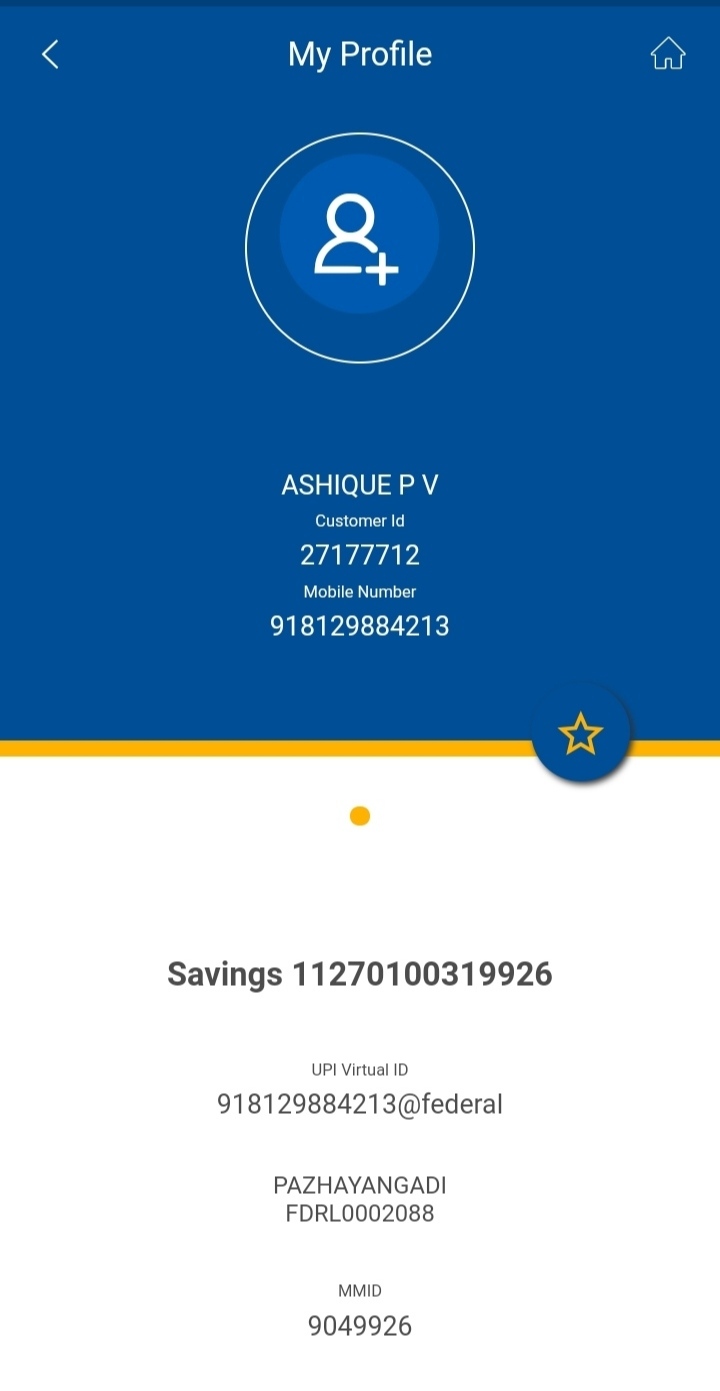 My Profile
ASHIQUE P V
Customer Id
27177712
Mobile Number
918129884213
Savings 11270100319926
UPI Virtual ID
918129884213@federal
PAZHAYANGADI
FDRL0002088
MMID
9049926